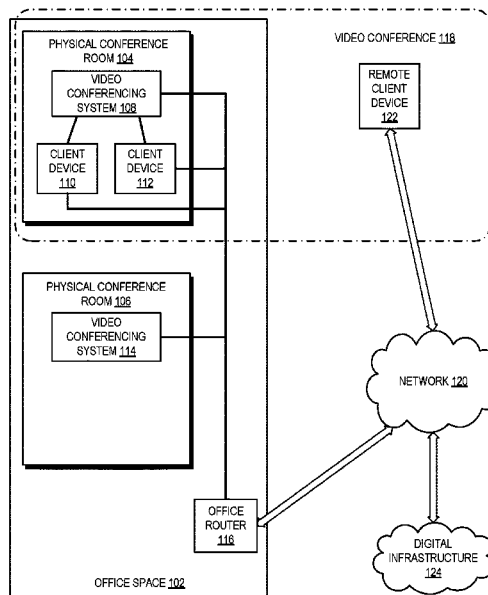 PHYSICAL CONFERENCE
ROOM 104
VIDEO
CONFERENCING
SYSTEM 108
CLIENT
DEVICE
110
CLIENT
DEVICE
112
VIDEO CONFERENCE 118
REMOTE
CLIENT
DEVICE
122
PHYSICAL CONFERENCE
ROOM 106
VIDEO
CONFERENCING
SYSTEM 114
NETWORK 120
OFFICE
ROUTER
116
DIGITAL
INFRASTRUCTURE
124
OFFICE SPACE 102